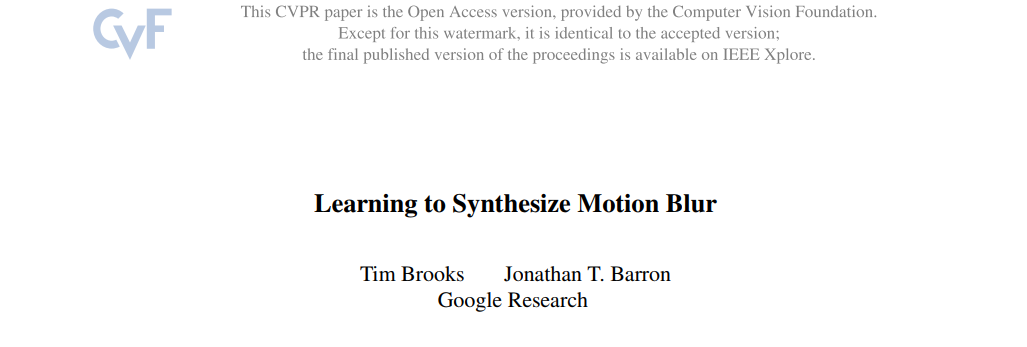 CVF
This CVPR paper is the Open Access version, provided by the Computer Vision Foundation.
Except for this watermark, it is identical to the accepted version;
the final published version of the proceedings is available on IEEE Xplore.
Learning to Synthesize Motion Blur
Tim Brooks Jonathan T. Barron
Google Research